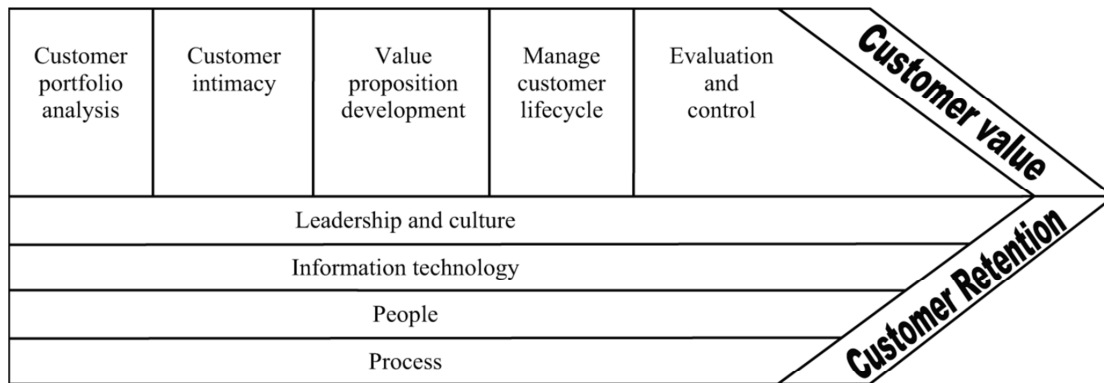 Customer
portfolio
analysis
Customer
intimacy
Value
proposition
development
Manage
customer
lifecycle
Evaluation
and
control
Customer value
Leadership and culture
Information technology
People
Process
Customer Retention